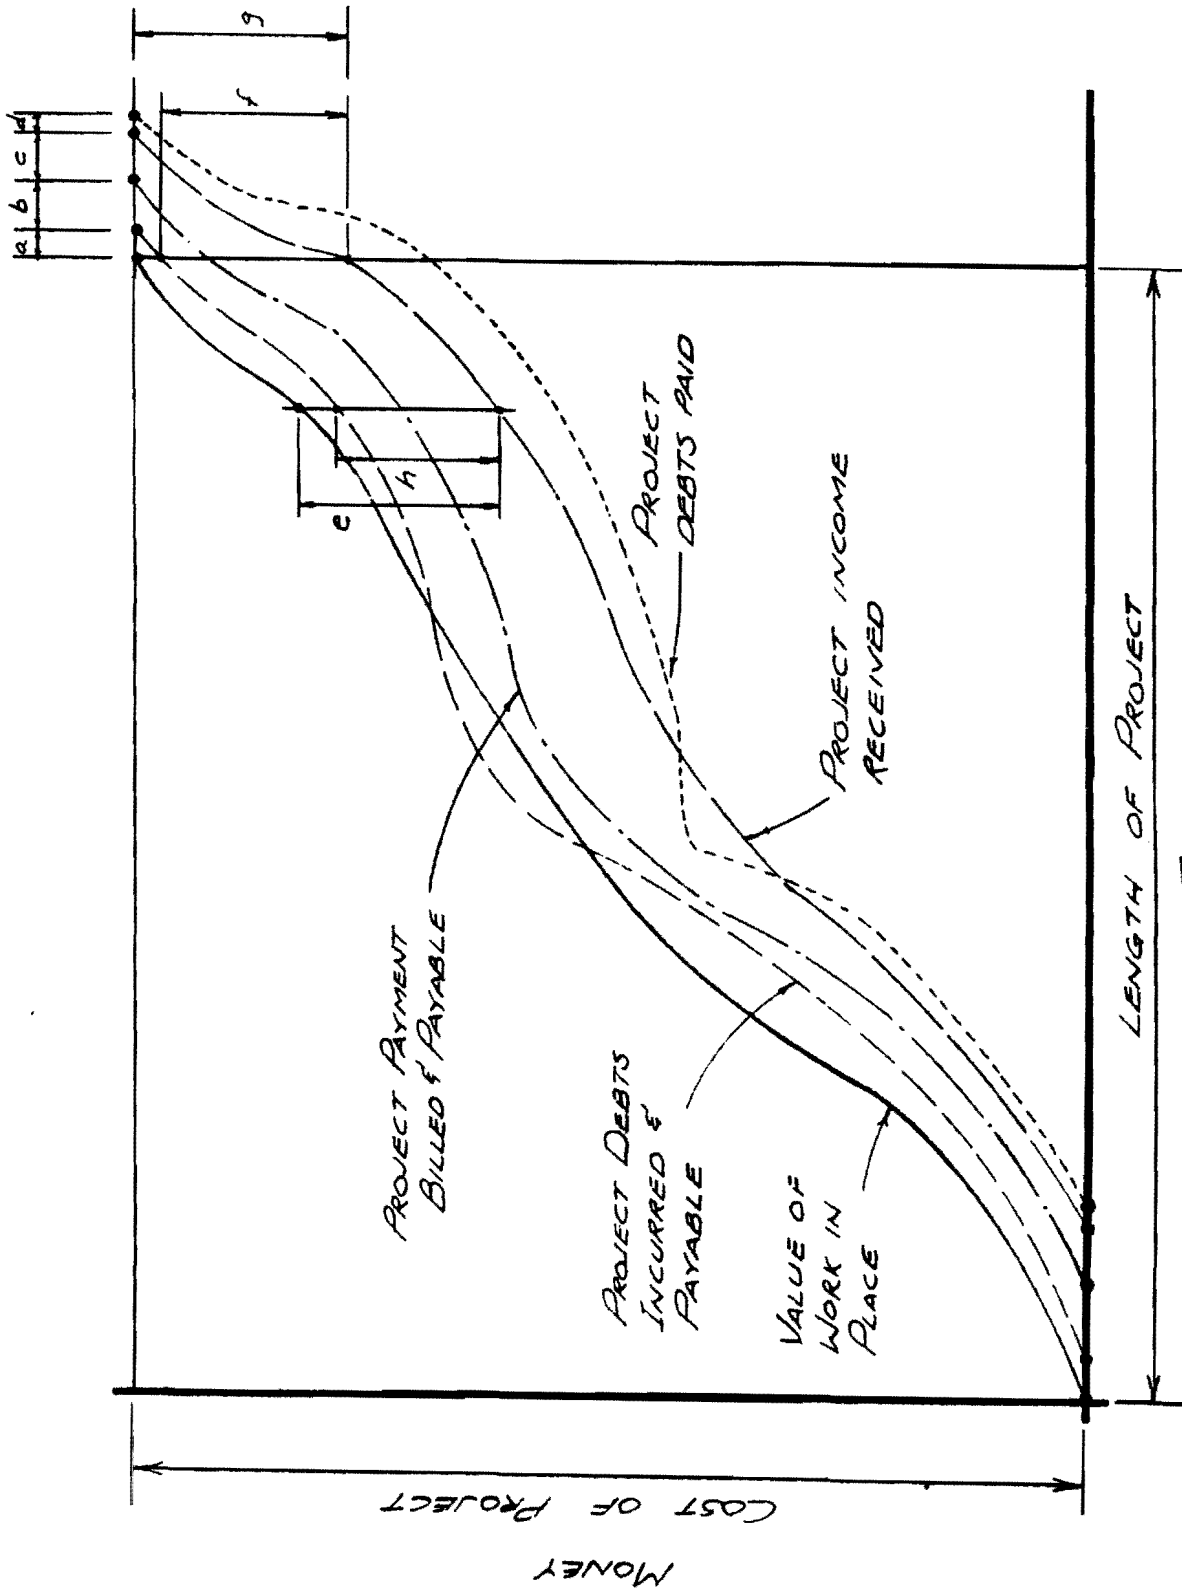 a b c d
g
f
e
h
PROJECT PAYMENT
BILLED & PAYABLE
PROJECT DEBTS
INCURRED &
PAYABLE
VALUE OF
WORK IN
PLACE
PROJECT
DEBTS PAID
PROJECT INCOME
RECEIVED
LENGTH OF PROJECT
COST OF PROJECT
MONEY